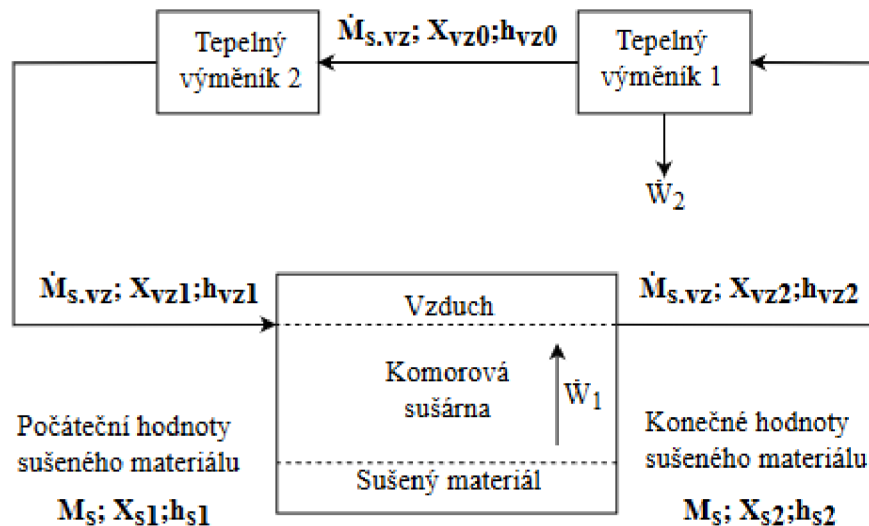 Tepelný
výměník 2
Ṁs.vz; Xvz0;hvz0
Tepelný
výměník 1
Ẇ2
Ṁs.vz; Xvz1;hvz1
Ṁs.vz; Xvz2;hvz2
Vzduch
Komorová
sušárna
Ẇ1
Sušený materiál
Počáteční hodnoty
sušeného materiálu
Ms; Xs1;hs1
Konečné hodnoty
sušeného materiálu
Ms; Xs2;hs2